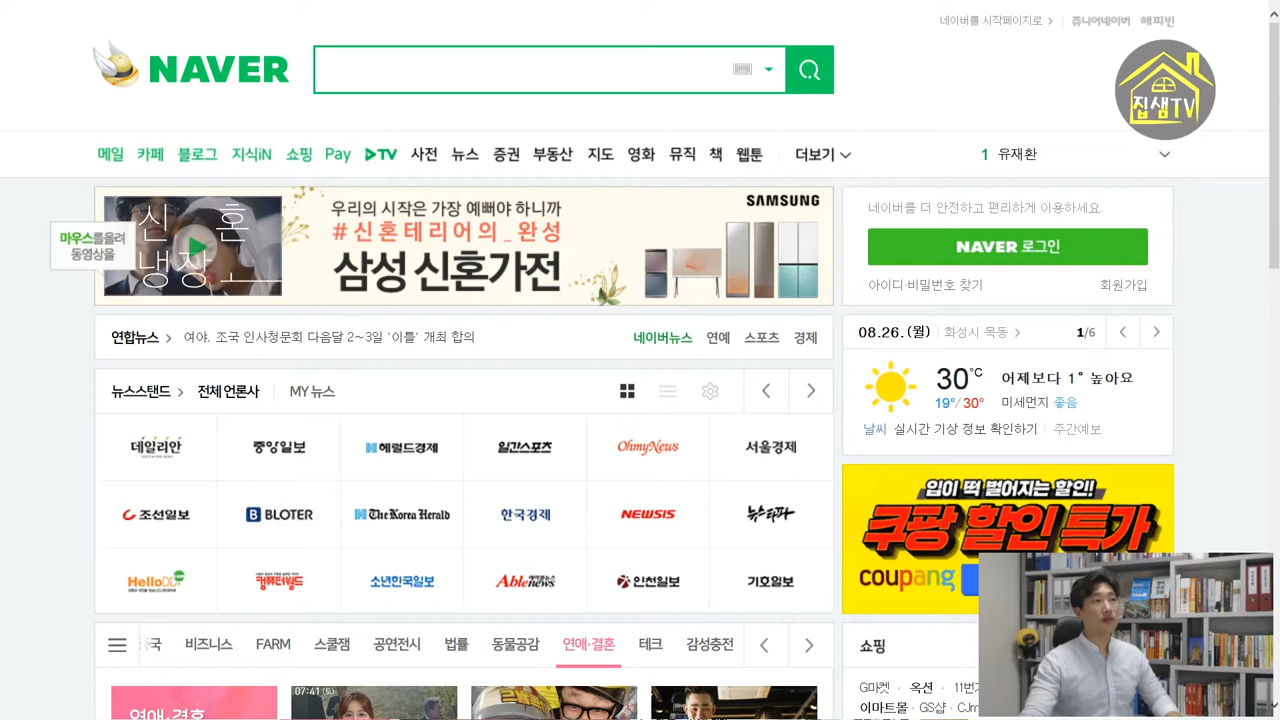 네이버를 시작페이지로 > 쥬니어네이버 해피빈
NAVER
집샘TV
메일 카페 블로그 지식iN 쇼핑 Pay TV 사전 뉴스 증권 부동산 지도 영화 뮤직 책 웹툰 더보기
1 유재환
마우스를올려
동영상을
신 혼
냉장고
우리의 시작은 가장 예뻐야 하니까
#신혼테리어의_완성
삼성 신혼가전
SAMSUNG
네이버를 더 안전하고 편리하게 이용하세요.
NAVER 로그인
아이디·비밀번호 찾기 회원가입
연합뉴스 > 여야, 조국 인사청문회 다음달 2~3일 '이틀' 개최 합의
네이버뉴스 연예 스포츠 경제
08.26.(월) 화성시 목동 > 1/6
30°C 어제보다 1° 높아요
19°/30° 미세먼지 좋음
날씨 실시간 기상 정보 확인하기 주간예보
뉴스스탠드 > 전체 언론사 MY 뉴스
데일리안 중앙일보 헤럴드경제 일간스포츠 OhmyNews 서울경제
조선일보 BLOTER The Korea Herald 한국경제 NEWSIS 뉴스타파
HelloDD 컴퓨터월드 소년한국일보 Ablenews 인천일보 기호일보
입이 떡 벌어지는 할인!
쿠팡 할인 특가
coupang
비즈니스 FARM 스쿨잼 공연전시 법률 동물공감 연애·결혼 테크 감성충전
쇼핑
G마켓 옥션 11번
이마트몰 GS샵 CJm
07:41 (토)
연애·결혼